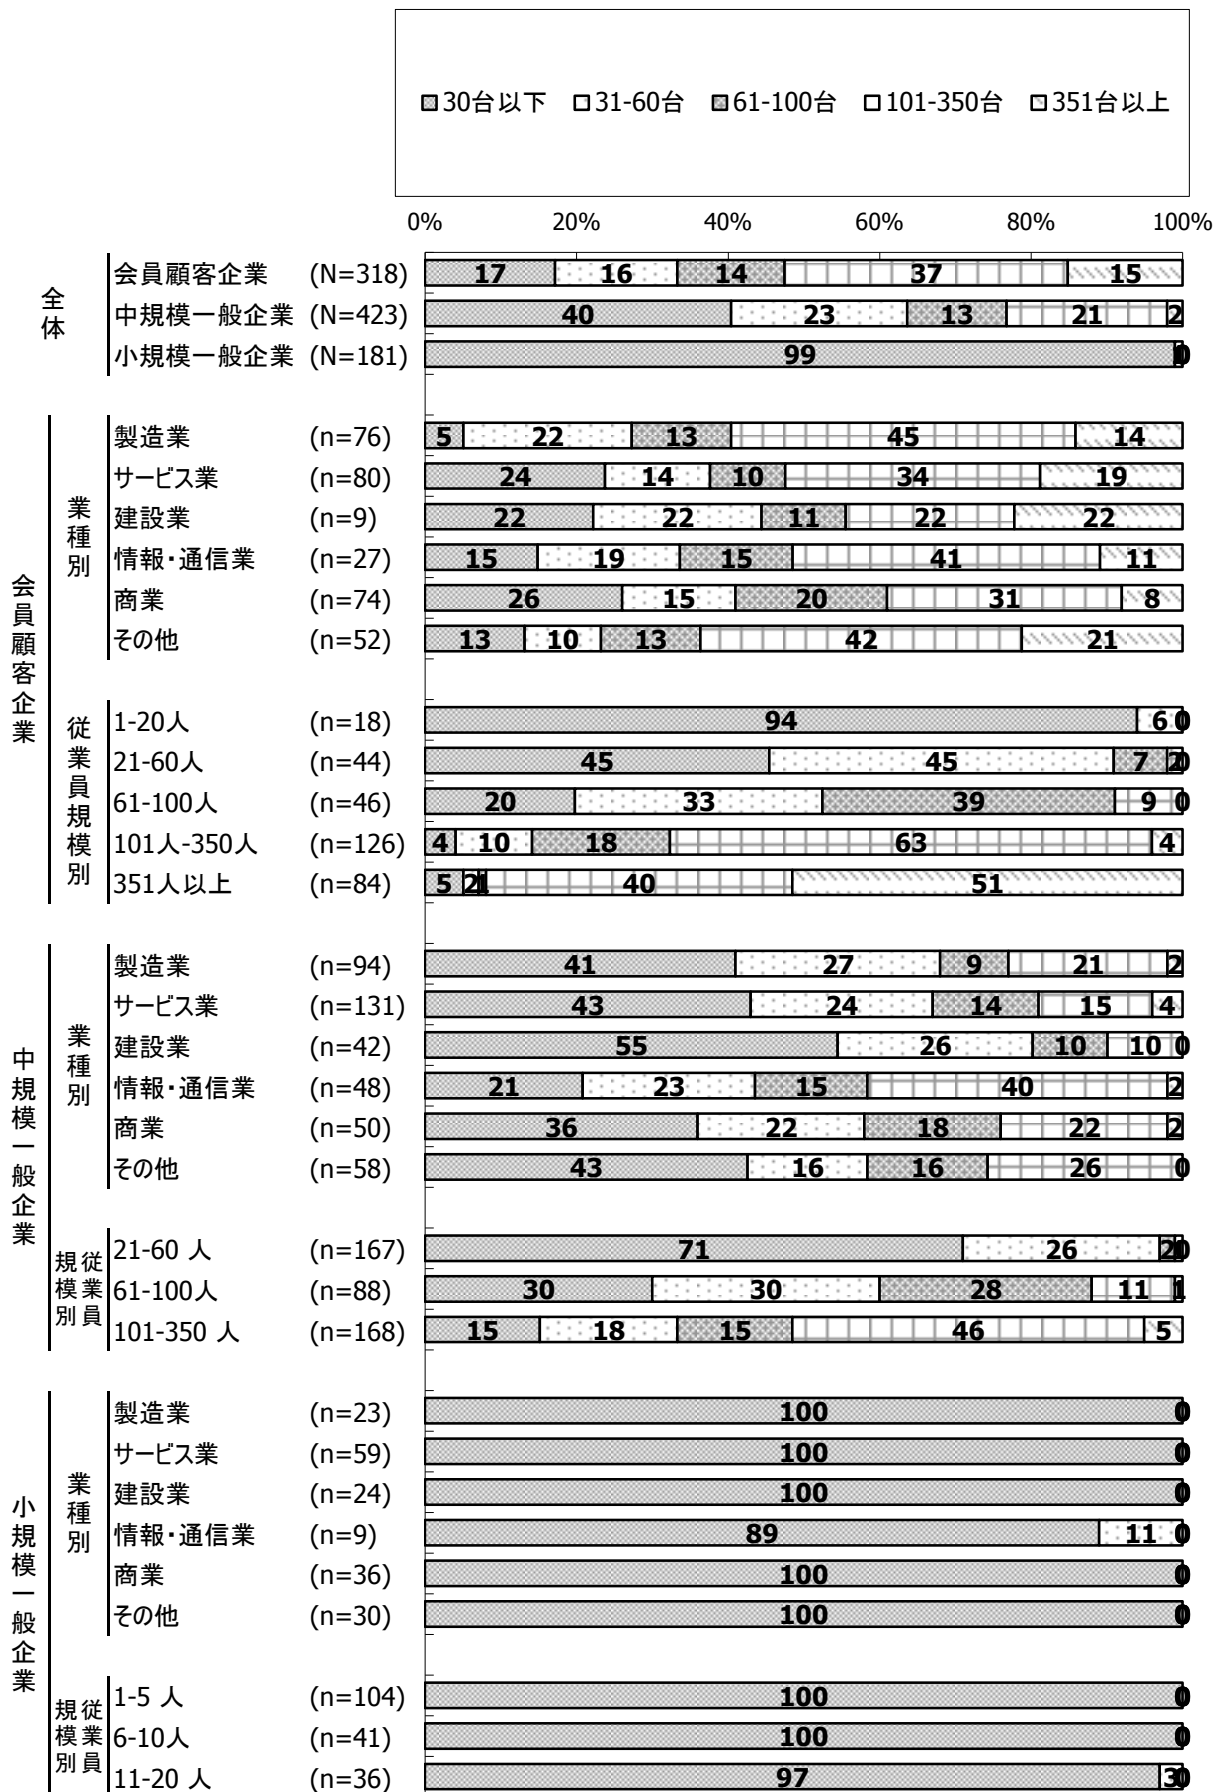 30台以下 31-60台 61-100台 101-350台 351台以上
0% 20% 40% 60% 80% 100%
全体
会員顧客企業 (N=318) 17 16 14 37 15
中規模一般企業 (N=423) 40 23 13 21 2
小規模一般企業 (N=181) 99 0
会員顧客企業
業種別
製造業 (n=76) 5 22 13 45 14
サービス業 (n=80) 24 14 10 34 19
建設業 (n=9) 22 22 11 22 22
情報・通信業 (n=27) 15 19 15 41 11
商業 (n=74) 26 15 20 31 8
その他 (n=52) 13 10 13 42 21
従業員規模別
1-20人 (n=18) 94 6 0
21-60人 (n=44) 45 45 7 2 0
61-100人 (n=46) 20 33 39 9 0
101人-350人 (n=126) 4 10 18 63 4
351人以上 (n=84) 5 2 1 40 51
中規模一般企業
業種別
製造業 (n=94) 41 27 9 21 2
サービス業 (n=131) 43 24 14 15 4
建設業 (n=42) 55 26 10 10 0
情報・通信業 (n=48) 21 23 15 40 2
商業 (n=50) 36 22 18 22 2
その他 (n=58) 43 16 16 26 0
従業員規模別
21-60 人 (n=167) 71 26 2 0
61-100人 (n=88) 30 30 28 11 1
101-350 人 (n=168) 15 18 15 46 5
小規模一般企業
業種別
製造業 (n=23) 100 0
サービス業 (n=59) 100 0
建設業 (n=24) 100 0
情報・通信業 (n=9) 89 11 0
商業 (n=36) 100 0
その他 (n=30) 100 0
従業員規模別
1-5 人 (n=104) 100 0
6-10人 (n=41) 100 0
11-20 人 (n=36) 97 3 0